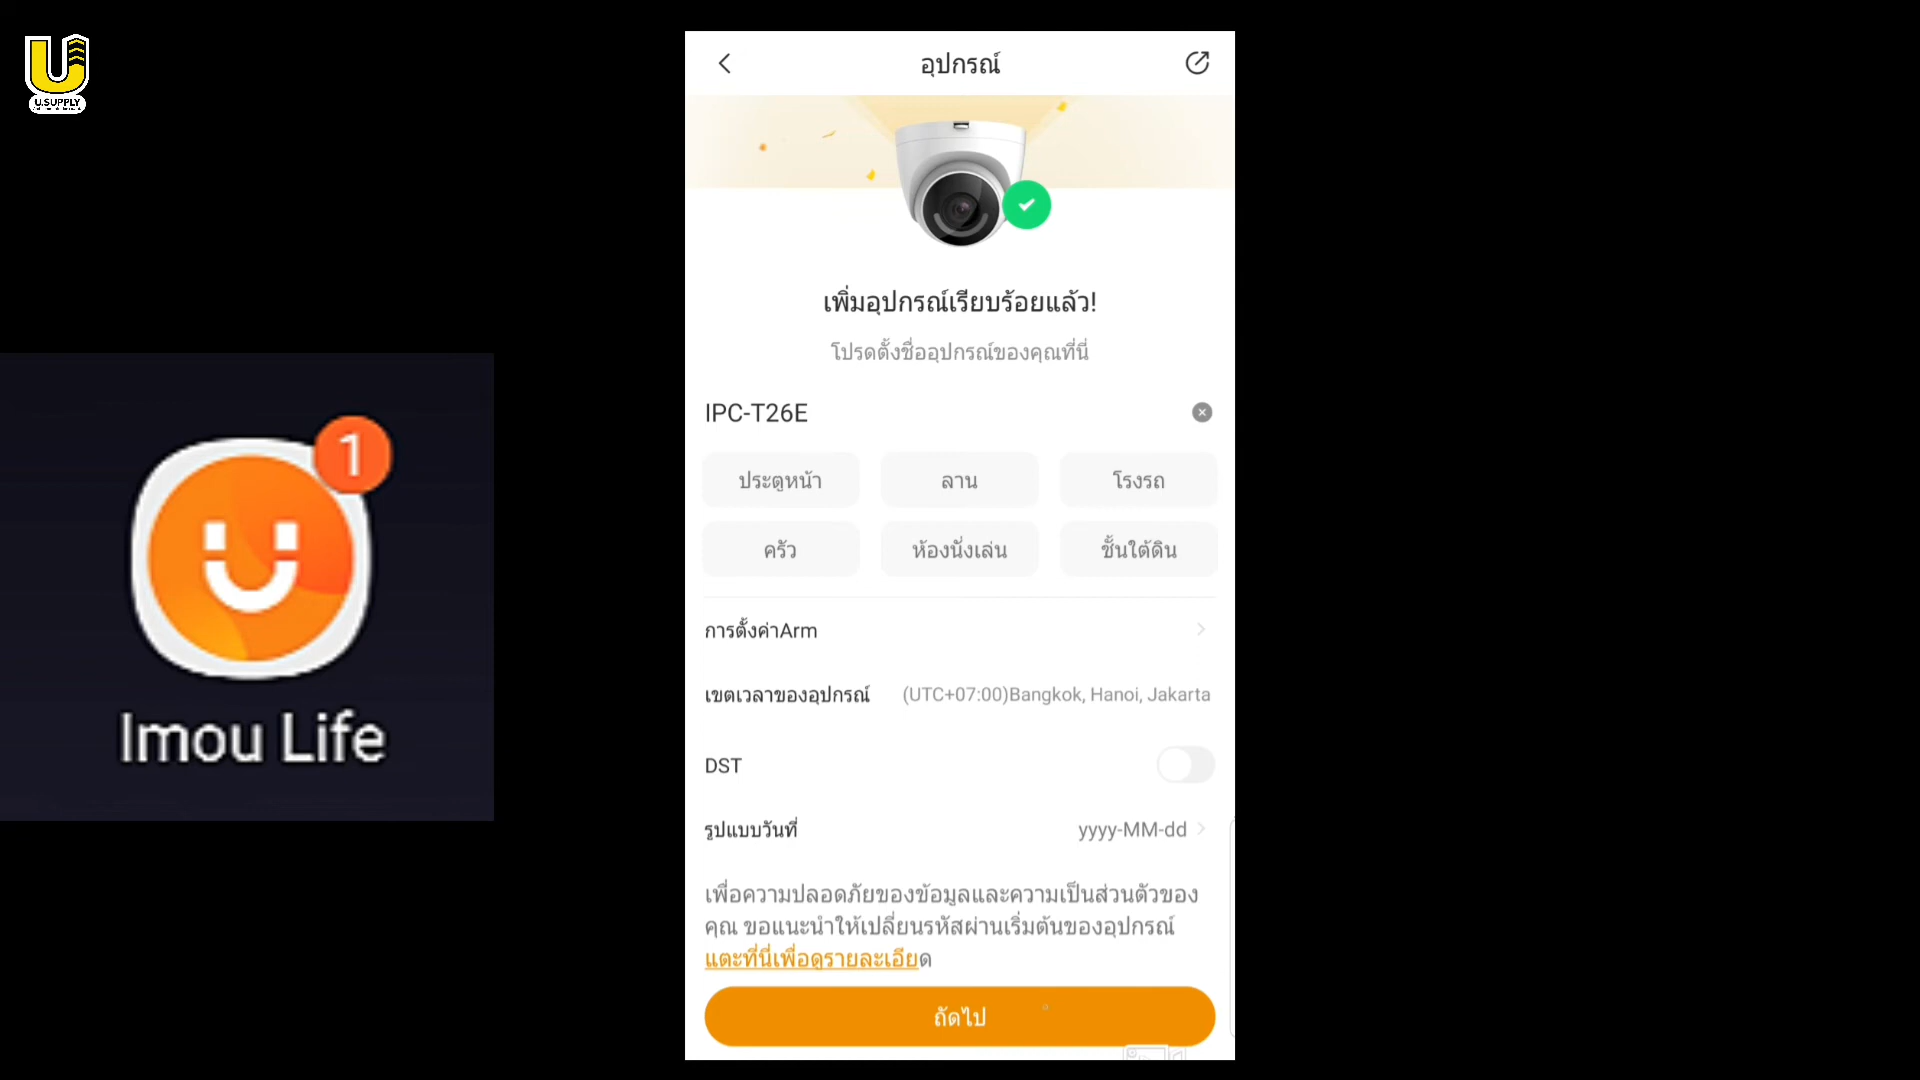 U.SUPPLY
1
Imou Life
อุปกรณ์
เพิ่มอุปกรณ์เรียบร้อยแล้ว!
โปรดตั้งชื่ออุปกรณ์ของคุณที่นี่
IPC-T26E
ประตูหน้า ลาน โรงรถ
ครัว ห้องนั่งเล่น ชั้นใต้ดิน
การตั้งค่าArm
เขตเวลาของอุปกรณ์ (UTC+07:00)Bangkok, Hanoi, Jakarta
DST
รูปแบบวันที่ yyyy-MM-dd
เพื่อความปลอดภัยของข้อมูลและความเป็นส่วนตัวของ
คุณ ขอแนะนำให้เปลี่ยนรหัสผ่านเริ่มต้นของอุปกรณ์
แตะที่นี่เพื่อดูรายละเอียด
ถัดไป